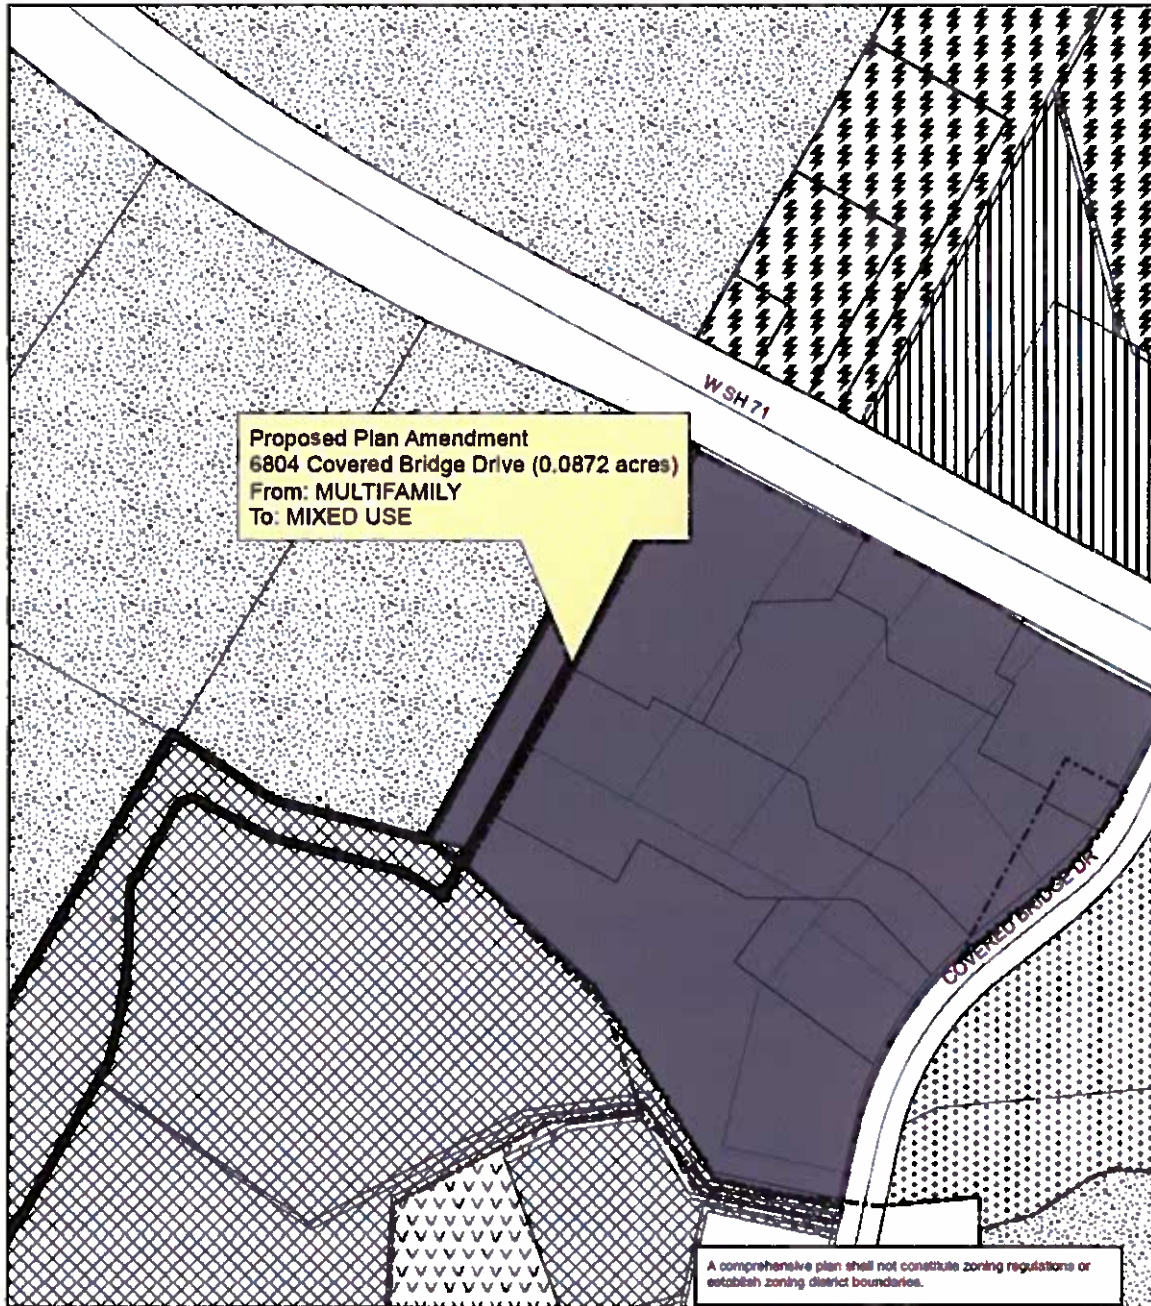 W SH 71
Proposed Plan Amendment
6804 Covered Bridge Drive (0.0872 acres)
From: MULTIFAMILY
To: MIXED USE
COVERED BRIDGE DR
A comprehensive plan shall not constitute zoning regulations or
establish zoning district boundaries.